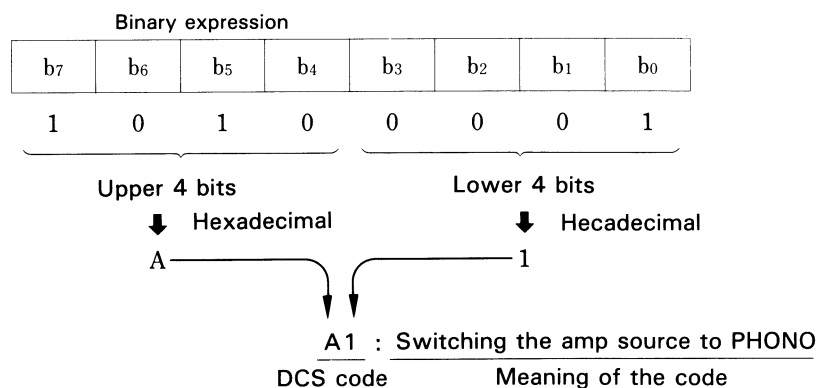 Binary expression
b7 b6 b5 b4 b3 b2 b1 b0
1 0 1 0 0 0 0 1
Upper 4 bits Lower 4 bits
Hexadecimal Hecadecimal
A 1
A1 : Switching the amp source to PHONO
DCS code Meaning of the code